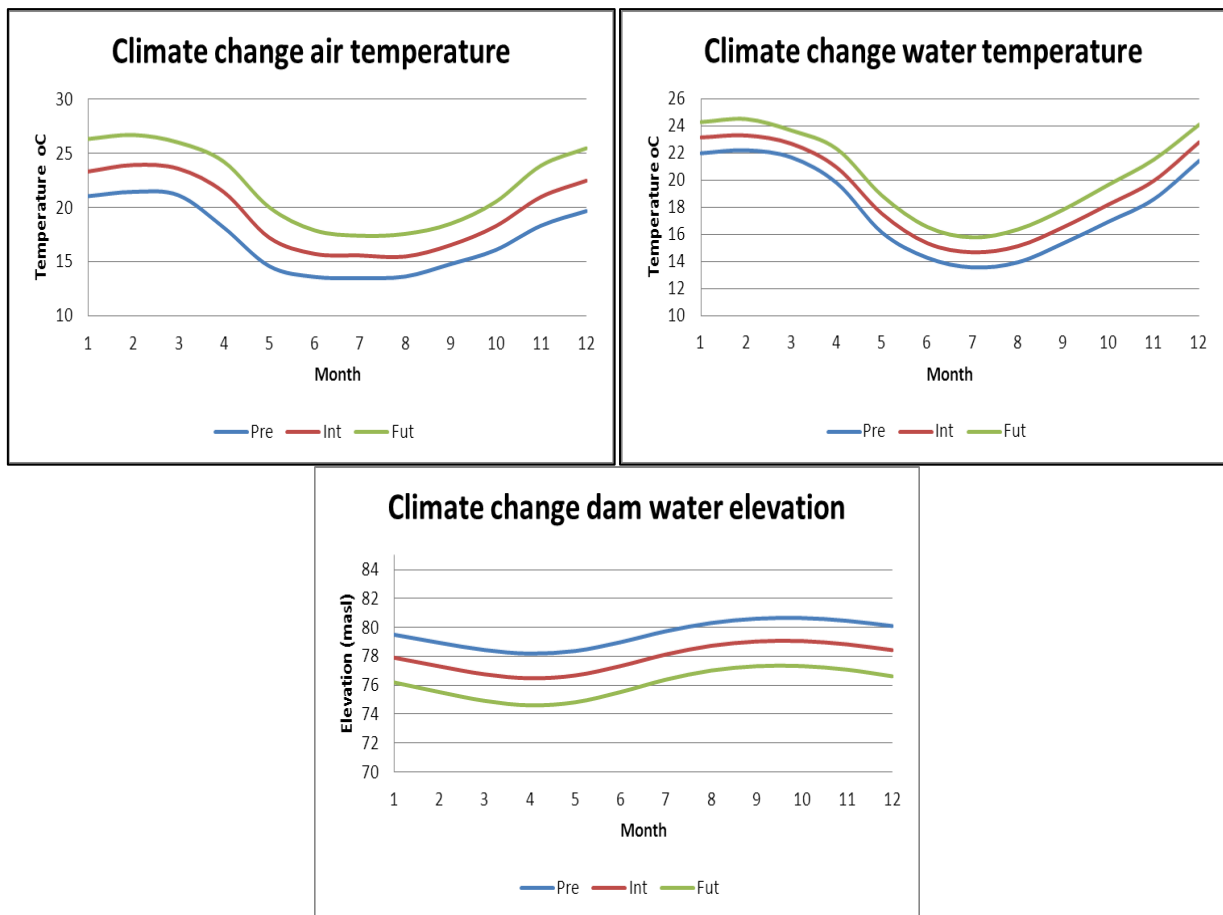 Climate change air temperature
Temperature oC
30
25
20
15
10
1 2 3 4 5 6 7 8 9 10 11 12
Month
Pre Int Fut
Climate change water temperature
Temperature oC
26
24
22
20
18
16
14
12
10
1 2 3 4 5 6 7 8 9 10 11 12
Month
Pre Int Fut
Climate change dam water elevation
Elevation (masl)
84
82
80
78
76
74
72
70
1 2 3 4 5 6 7 8 9 10 11 12
Month
Pre Int Fut